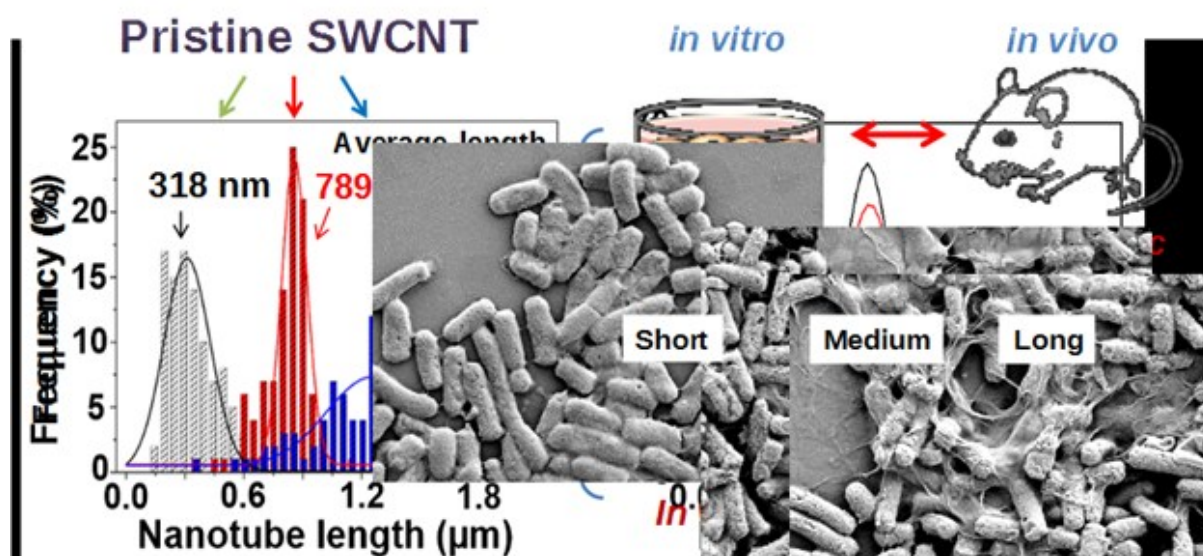 Pristine SWCNT
in vitro
in vivo
Average length
318 nm
789
Frequency (%)
25
20
15
10
5
0
0.0 0.6 1.2 1.8
Nanotube length (µm)
Short
Medium
Long
In
c